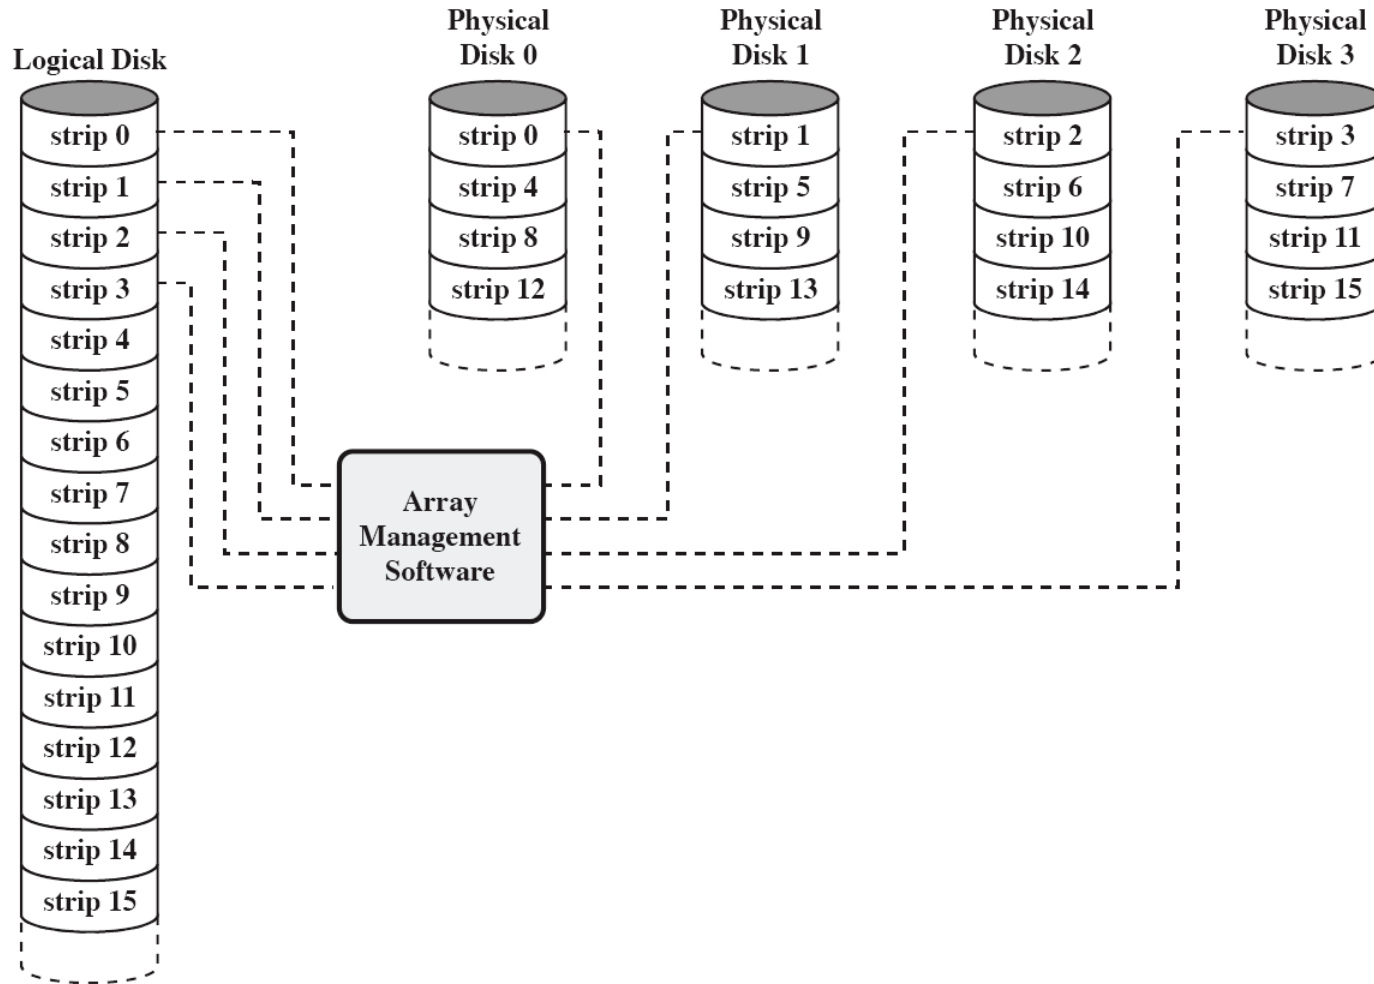 Logical Disk
strip 0
strip 1
strip 2
strip 3
strip 4
strip 5
strip 6
strip 7
strip 8
strip 9
strip 10
strip 11
strip 12
strip 13
strip 14
strip 15
Physical
Disk 0
strip 0
strip 4
strip 8
strip 12
Physical
Disk 1
strip 1
strip 5
strip 9
strip 13
Physical
Disk 2
strip 2
strip 6
strip 10
strip 14
Physical
Disk 3
strip 3
strip 7
strip 11
strip 15
Array
Management
Software